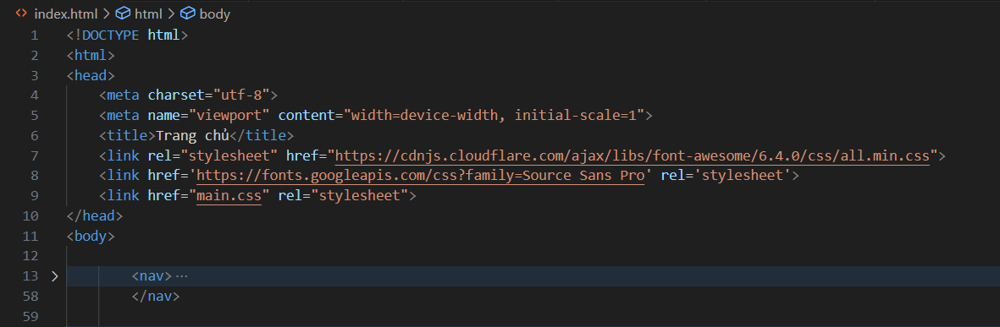 index.html > html > body
1 <!DOCTYPE html>
2 <html>
3 <head>
4 <meta charset="utf-8">
5 <meta name="viewport" content="width=device-width, initial-scale=1">
6 <title>Trang chủ</title>
7 <link rel="stylesheet" href="https://cdnjs.cloudflare.com/ajax/libs/font-awesome/6.4.0/css/all.min.css">
8 <link href='https://fonts.googleapis.com/css?family=Source Sans Pro' rel='stylesheet'>
9 <link href="main.css" rel="stylesheet">
10 </head>
11 <body>
12
13 <nav>…
58 </nav>
59